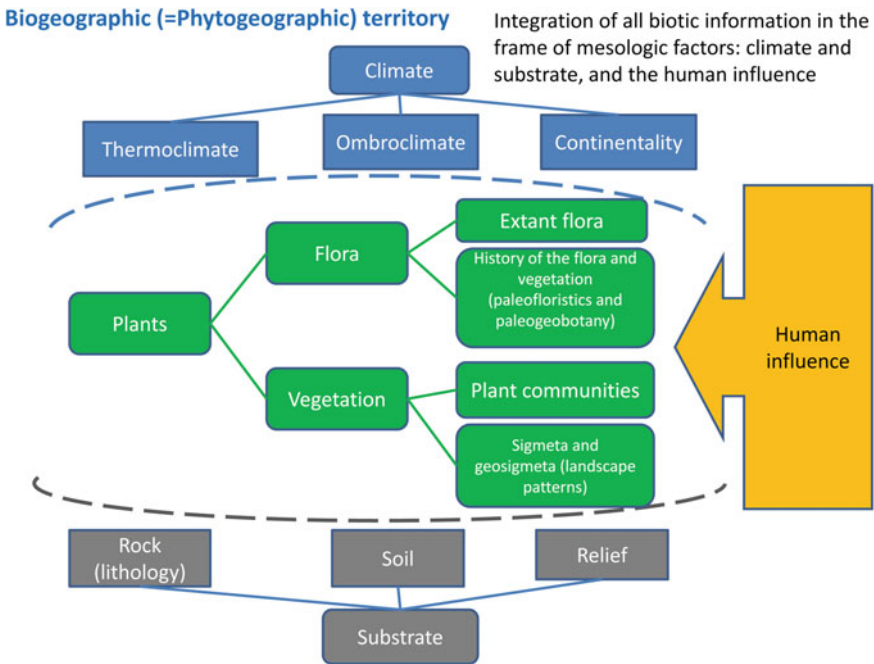 Biogeographic (=Phytogeographic) territory
Integration of all biotic information in the
frame of mesologic factors: climate and
substrate, and the human influence
Climate
Thermoclimate
Ombroclimate
Continentality
Extant flora
Flora
History of the flora and
vegetation
(paleofloristics and
paleogeobotany)
Plants
Human
influence
Vegetation
Plant communities
Sigmeta and
geosigmeta (landscape
patterns)
Rock
(lithology)
Soil
Relief
Substrate